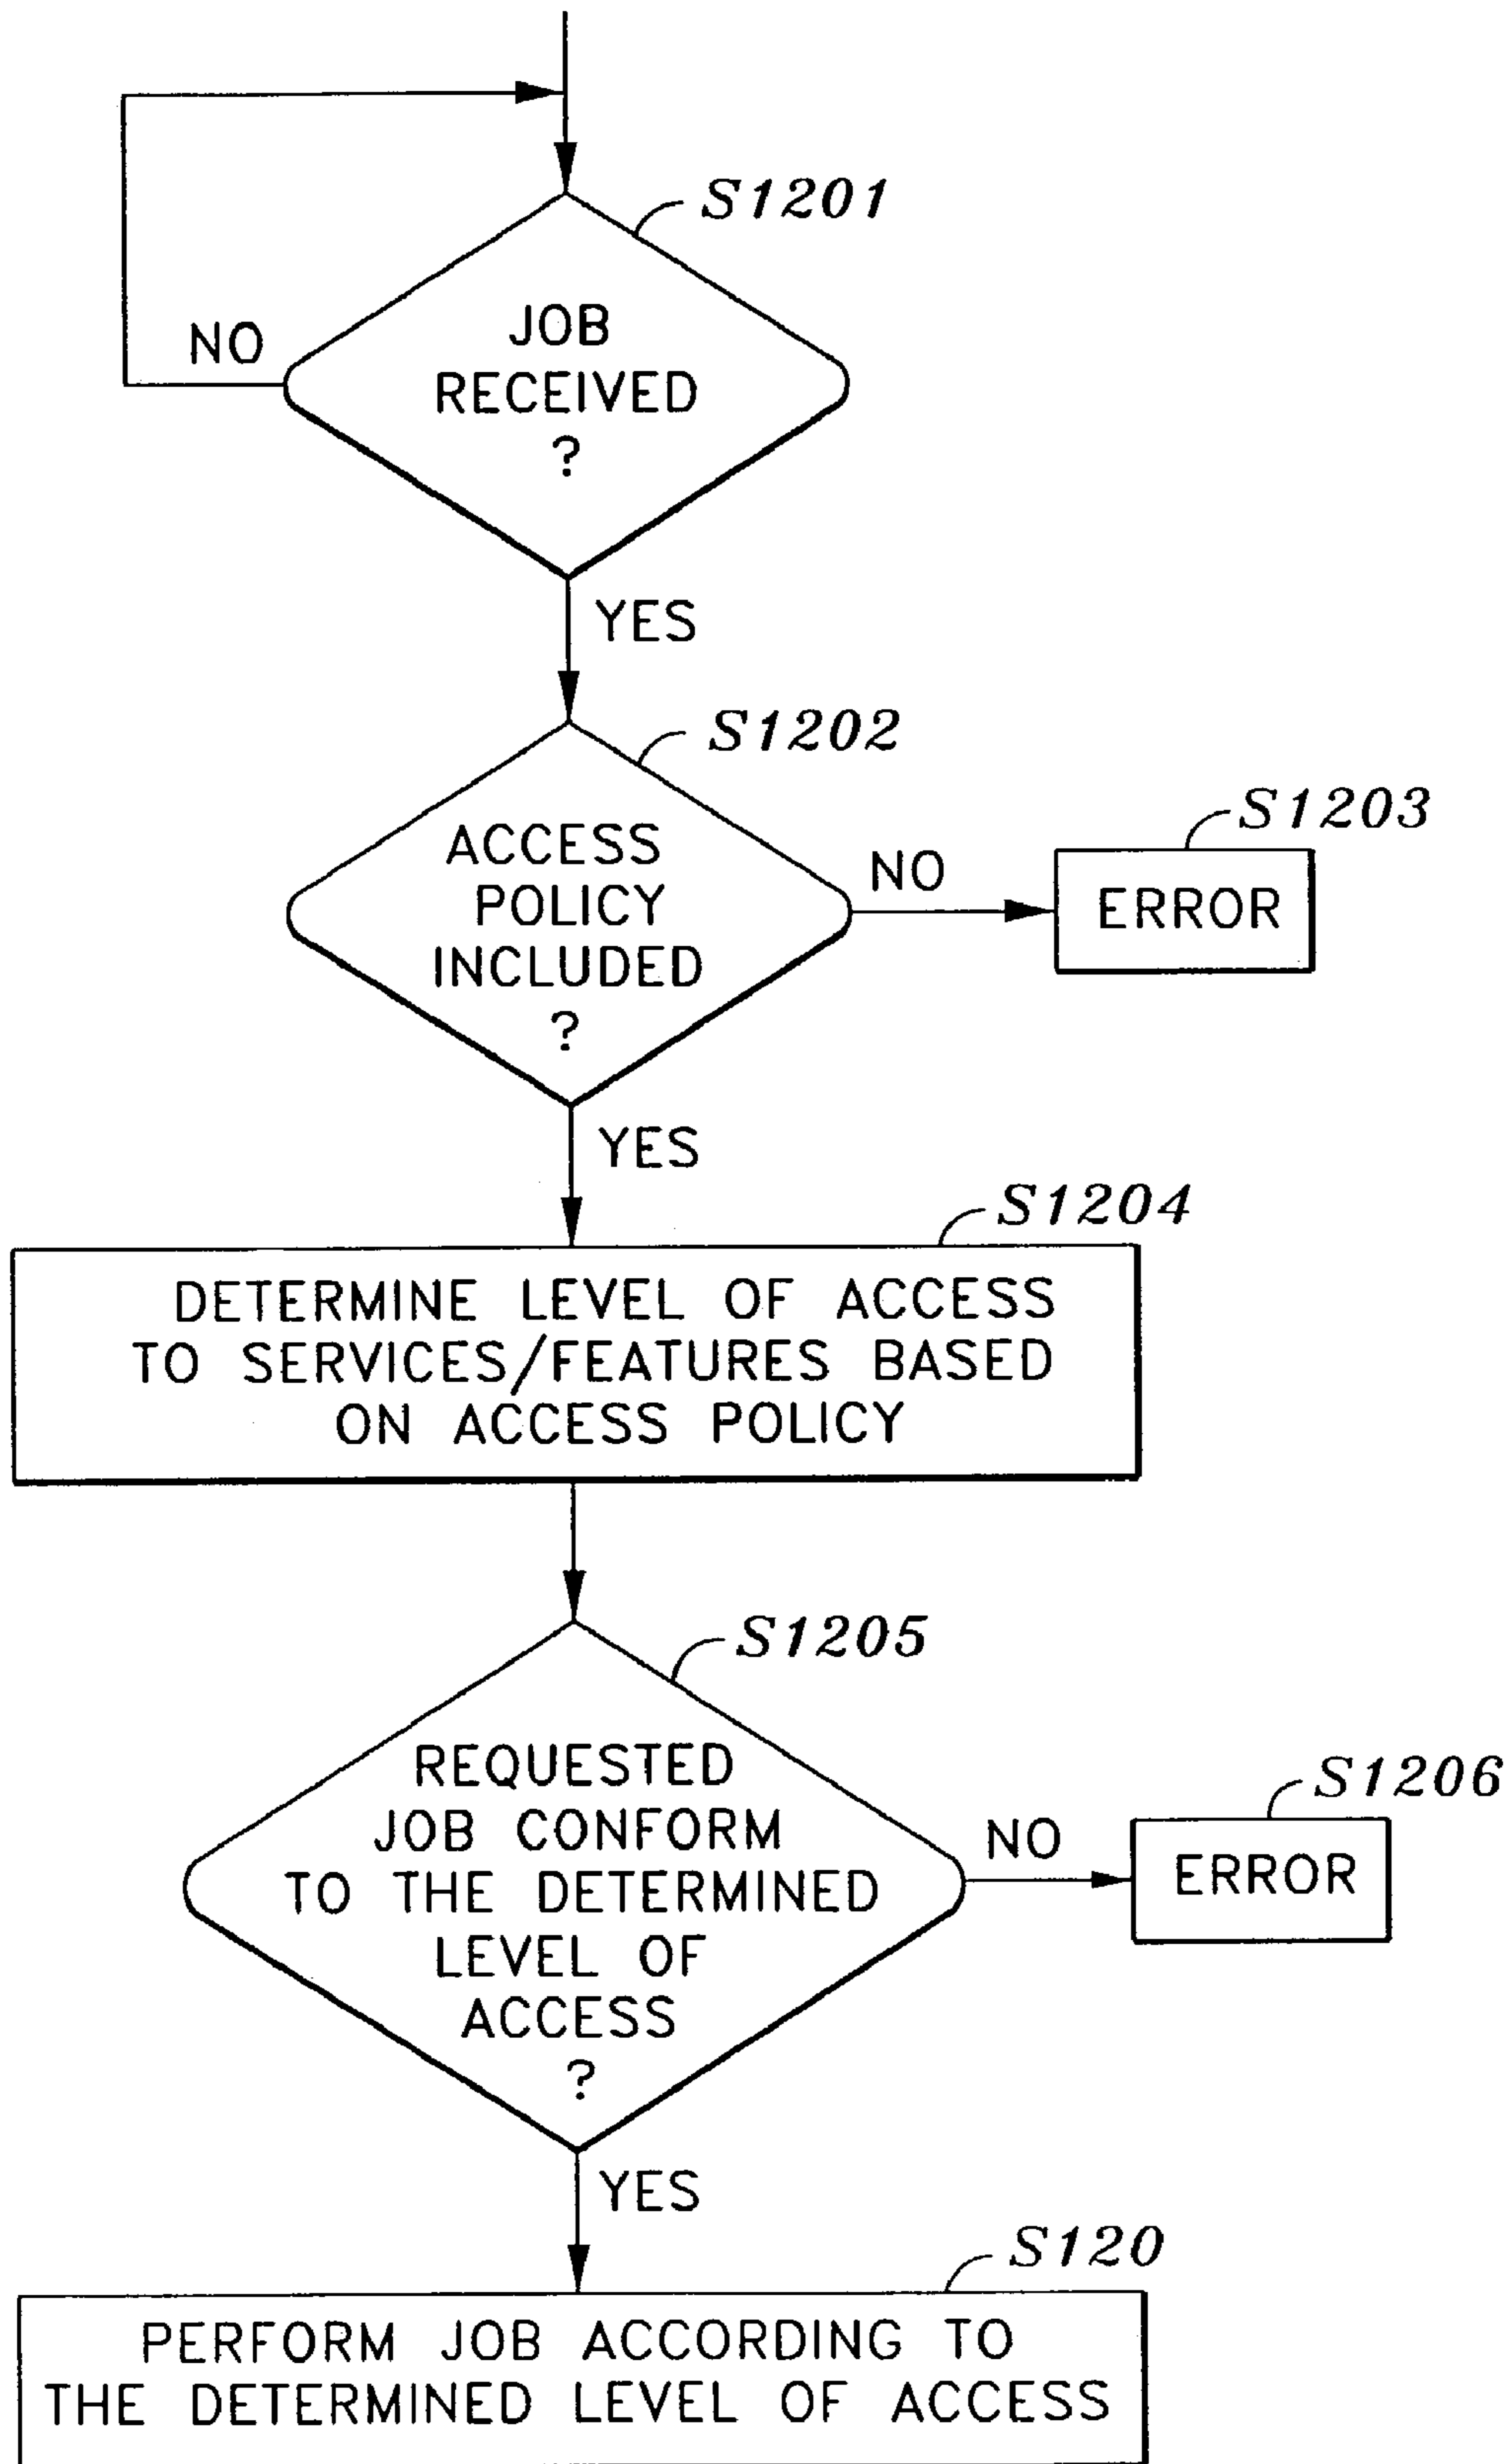 S1201
JOB
RECEIVED
?
NO
YES
S1202
ACCESS
POLICY
INCLUDED
?
NO
S1203
ERROR
YES
S1204
DETERMINE LEVEL OF ACCESS
TO SERVICES/FEATURES BASED
ON ACCESS POLICY
S1205
REQUESTED
JOB CONFORM
TO THE DETERMINED
LEVEL OF
ACCESS
?
NO
S1206
ERROR
YES
S120
PERFORM JOB ACCORDING TO
THE DETERMINED LEVEL OF ACCESS